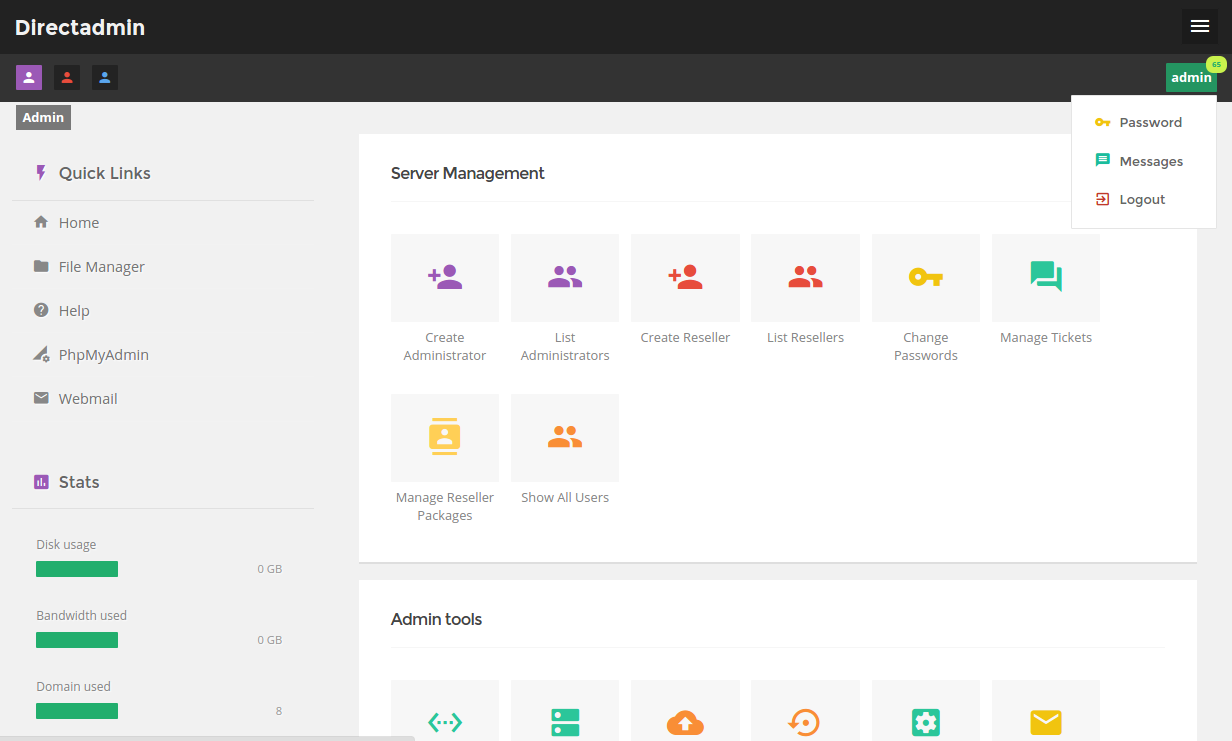 Directadmin
65
admin
Admin
Password
Messages
Logout
Quick Links
Home
File Manager
Help
PhpMyAdmin
Webmail
Stats
Disk usage
0 GB
Bandwidth used
0 GB
Domain used
8
Server Management
Create
Administrator
List
Administrators
Create Reseller
List Resellers
Change
Passwords
Manage Tickets
Manage Reseller
Packages
Show All Users
Admin tools